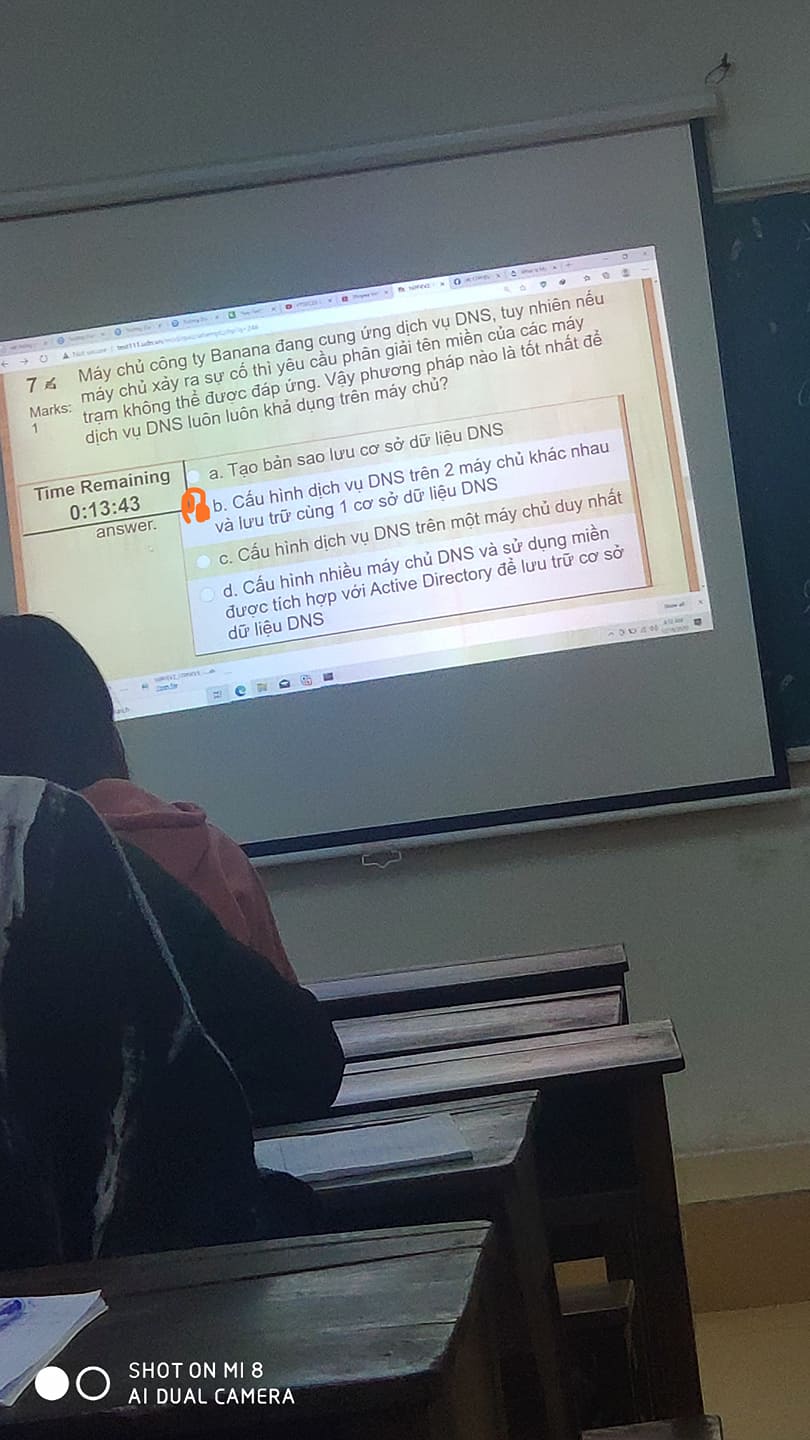 Not secure
7
Máy chủ công ty Banana đang cung ứng dịch vụ DNS, tuy nhiên nếu
máy chủ xảy ra sự cố thì yêu cầu phân giải tên miền của các máy
trạm không thể được đáp ứng. Vậy phương pháp nào là tốt nhất để
dịch vụ DNS luôn luôn khả dụng trên máy chủ?
Marks:
1
Time Remaining
0:13:43
answer.
a. Tạo bản sao lưu cơ sở dữ liệu DNS
b. Cấu hình dịch vụ DNS trên 2 máy chủ khác nhau
và lưu trữ cùng 1 cơ sở dữ liệu DNS
c. Cấu hình dịch vụ DNS trên một máy chủ duy nhất
d. Cấu hình nhiều máy chủ DNS và sử dụng miền
được tích hợp với Active Directory để lưu trữ cơ sở
dữ liệu DNS
Show all
SHOT ON MI 8
AI DUAL CAMERA